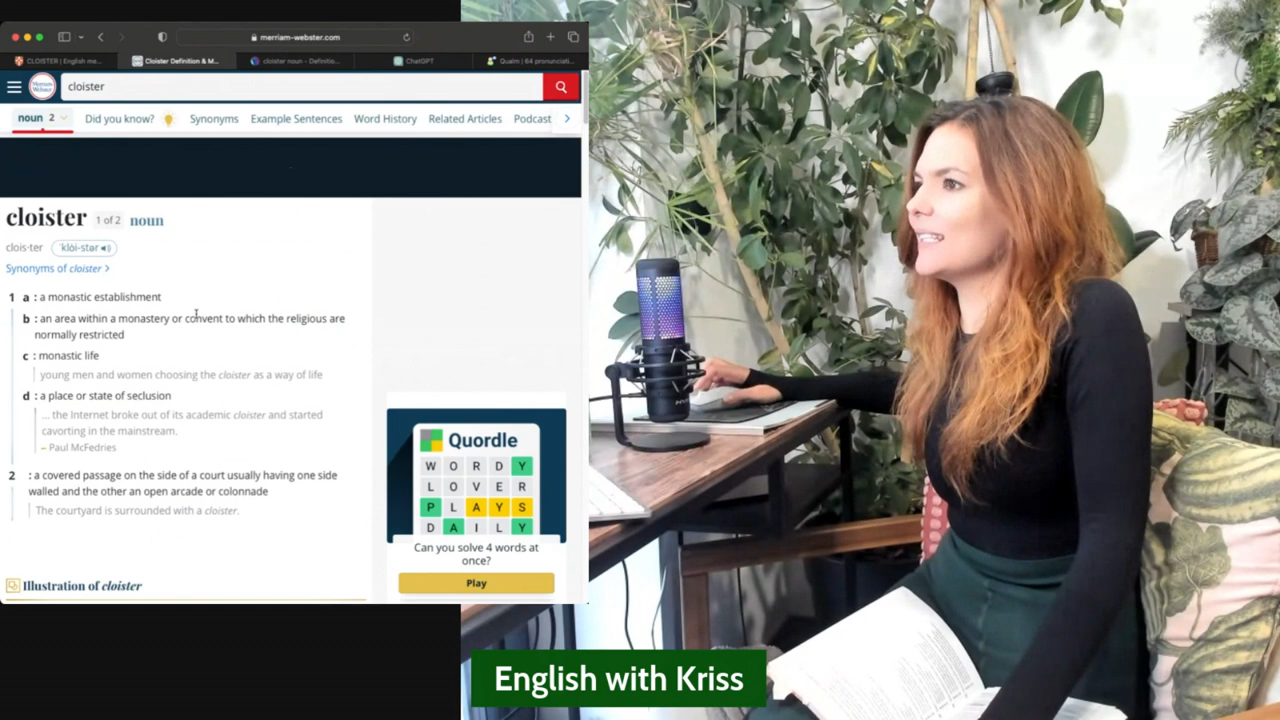 merriam-webster.com
CLOISTER | English me...
Cloister Definition & M...
cloister noun - Definitio...
ChatGPT
Qualm | 64 pronunciati...
Merriam Webster
cloister
noun 2
Did you know?
Synonyms
Example Sentences
Word History
Related Articles
Podcast
cloister 1 of 2 noun
clois·ter ˈklȯi-stər
Synonyms of cloister >
1 a : a monastic establishment
b : an area within a monastery or convent to which the religious are
normally restricted
c : monastic life
young men and women choosing the cloister as a way of life
d : a place or state of seclusion
... the Internet broke out of its academic cloister and started
cavorting in the mainstream.
– Paul McFedries
2 : a covered passage on the side of a court usually having one side
walled and the other an open arcade or colonnade
The courtyard is surrounded with a cloister.
Illustration of cloister
Quordle
WORDY
LOVER
PLAYS
DAILY
Can you solve 4 words at
once?
Play
English with Kriss